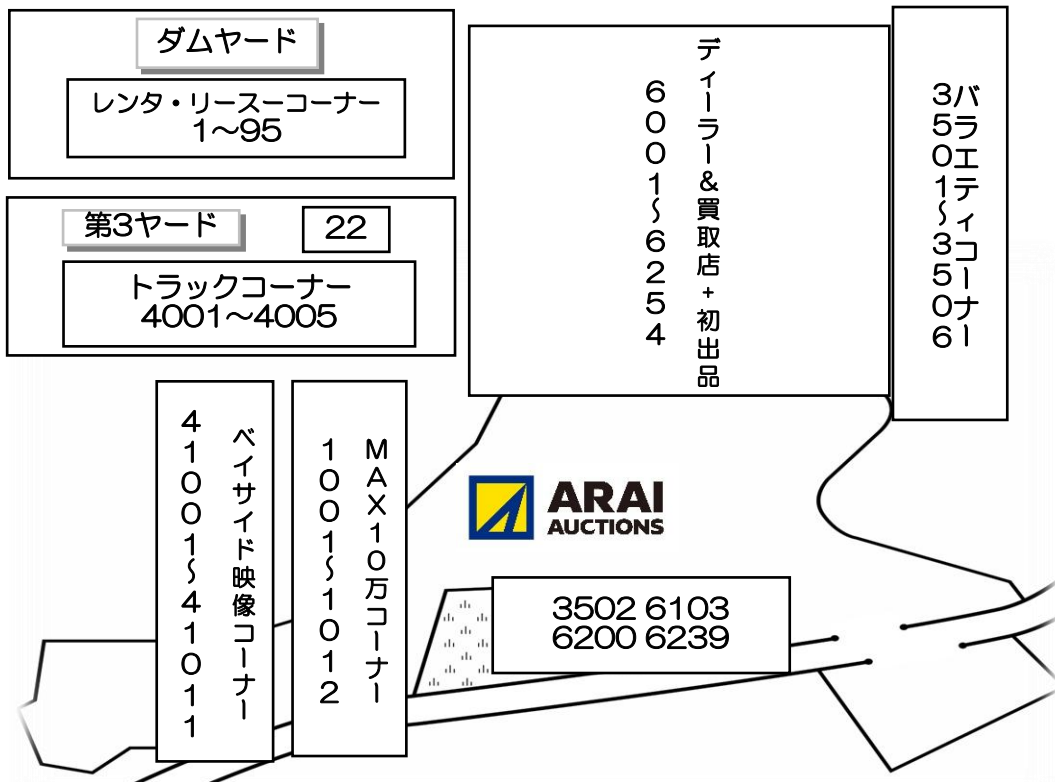 ダムヤード
レンタ・リースーコーナー
1～95
第3ヤード
22
トラックコーナー
4001～4005
ディーラー&買取店+初出品
6001～6254
バラエティコーナー
3501～3506
ベイサイド映像コーナー
41001～41011
MAX10万コーナー
1001～1012
ARAI
AUCTIONS
3502 6103
6200 6239